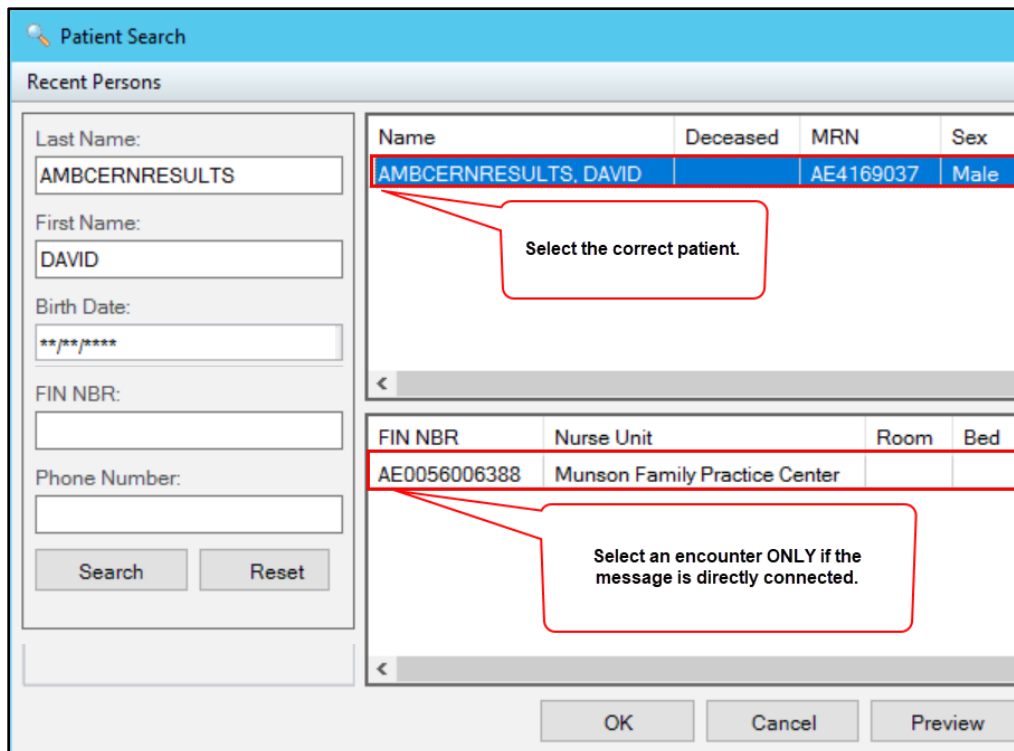 Patient Search
Recent Persons
Last Name:
AMBCERNRESULTS
First Name:
DAVID
Birth Date:
**/**/****
FIN NBR:
Phone Number:
Search Reset
Name Deceased MRN Sex
AMBCERNRESULTS, DAVID AE4169037 Male
Select the correct patient.
FIN NBR Nurse Unit Room Bed
AE0056006388 Munson Family Practice Center
Select an encounter ONLY if the
message is directly connected.
OK Cancel Preview